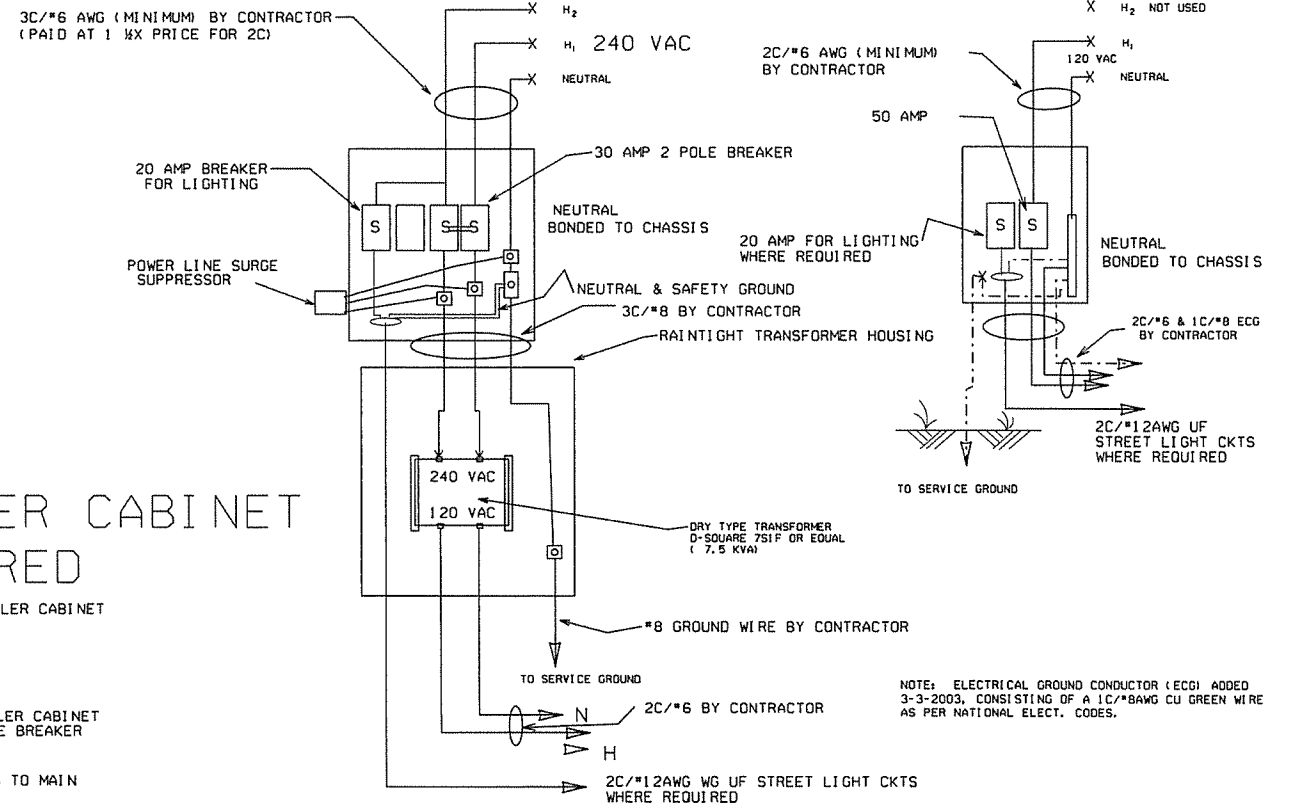 3C/#6 AWG (MINIMUM) BY CONTRACTOR
(PAID AT 1 ½X PRICE FOR 2C)
H2
H1 240 VAC
NEUTRAL
20 AMP BREAKER
FOR LIGHTING
30 AMP 2 POLE BREAKER
S
S
S
NEUTRAL
BONDED TO CHASSIS
POWER LINE SURGE
SUPPRESSOR
NEUTRAL & SAFETY GROUND
3C/#8 BY CONTRACTOR
RAINTIGHT TRANSFORMER HOUSING
240 VAC
120 VAC
DRY TYPE TRANSFORMER
D-SQUARE 7S1F OR EQUAL
( 7.5 KVA)
#8 GROUND WIRE BY CONTRACTOR
TO SERVICE GROUND
2C/#6 BY CONTRACTOR
N
H
2C/#12AWG WG UF STREET LIGHT CKTS
WHERE REQUIRED
ER CABINET
RED
LER CABINET
LER CABINET
E BREAKER
TO MAIN
H2 NOT USED
H1
120 VAC
NEUTRAL
2C/#6 AWG (MINIMUM)
BY CONTRACTOR
50 AMP
S
S
20 AMP FOR LIGHTING
WHERE REQUIRED
NEUTRAL
BONDED TO CHASSIS
2C/#6 & 1C/#8 ECG
BY CONTRACTOR
2C/#12AWG UF
STREET LIGHT CKTS
WHERE REQUIRED
TO SERVICE GROUND
NOTE: ELECTRICAL GROUND CONDUCTOR (ECG) ADDED
3-3-2003, CONSISTING OF A 1C/#8AWG CU GREEN WIRE
AS PER NATIONAL ELECT. CODES.